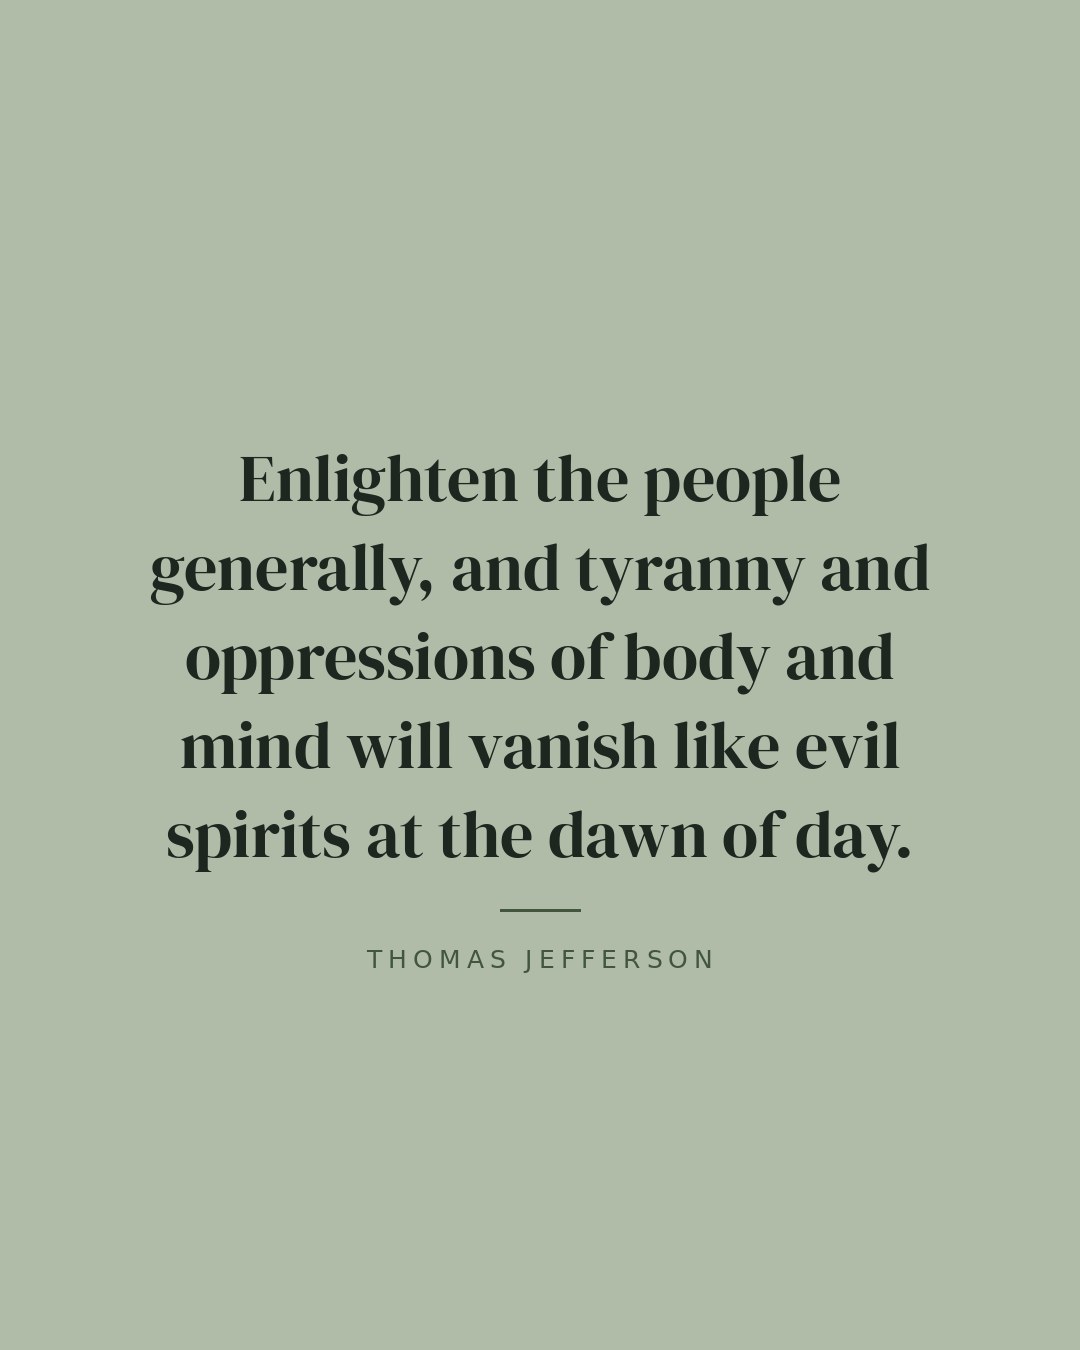 Enlighten the people
generally, and tyranny and
oppressions of body and
mind will vanish like evil
spirits at the dawn of day.
THOMAS JEFFERSON